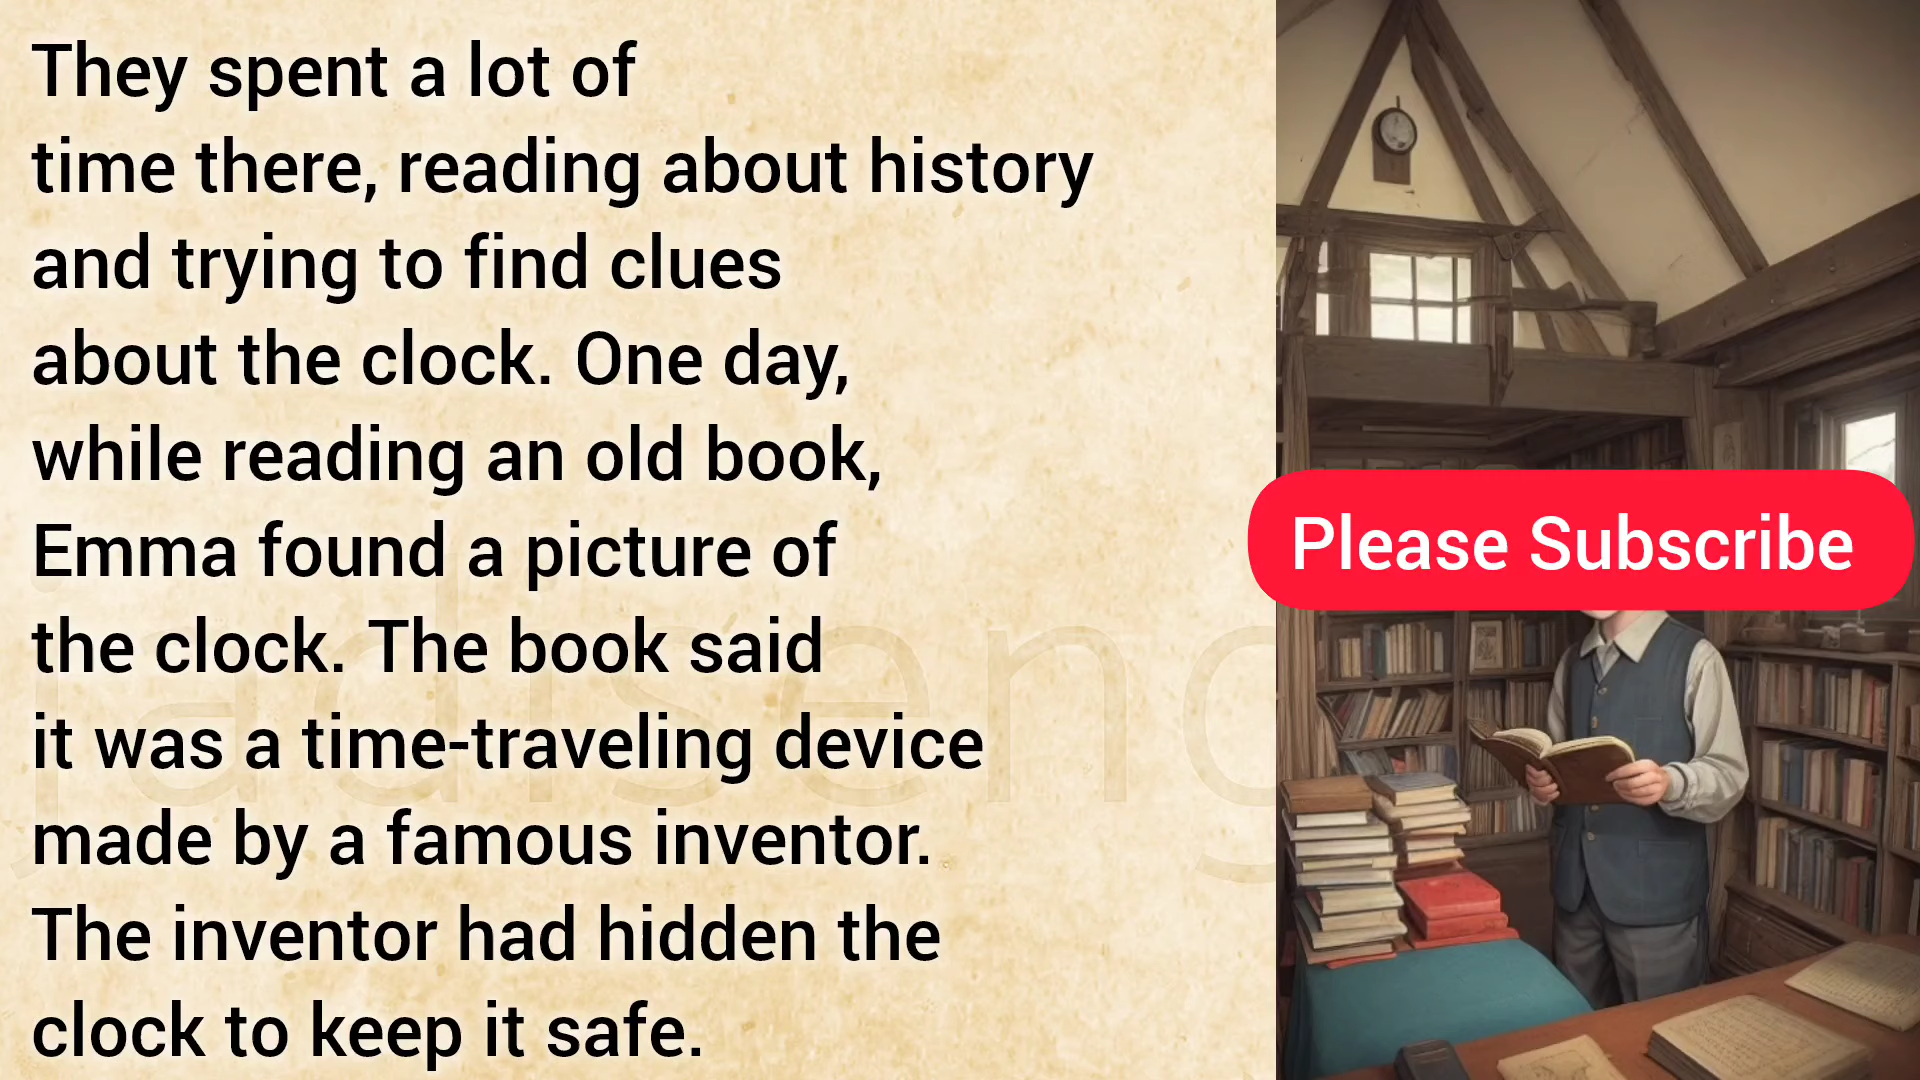 They spent a lot of
time there, reading about history
and trying to find clues
about the clock. One day,
while reading an old book,
Emma found a picture of
the clock. The book said
it was a time-traveling device
made by a famous inventor.
The inventor had hidden the
clock to keep it safe.
Please Subscribe